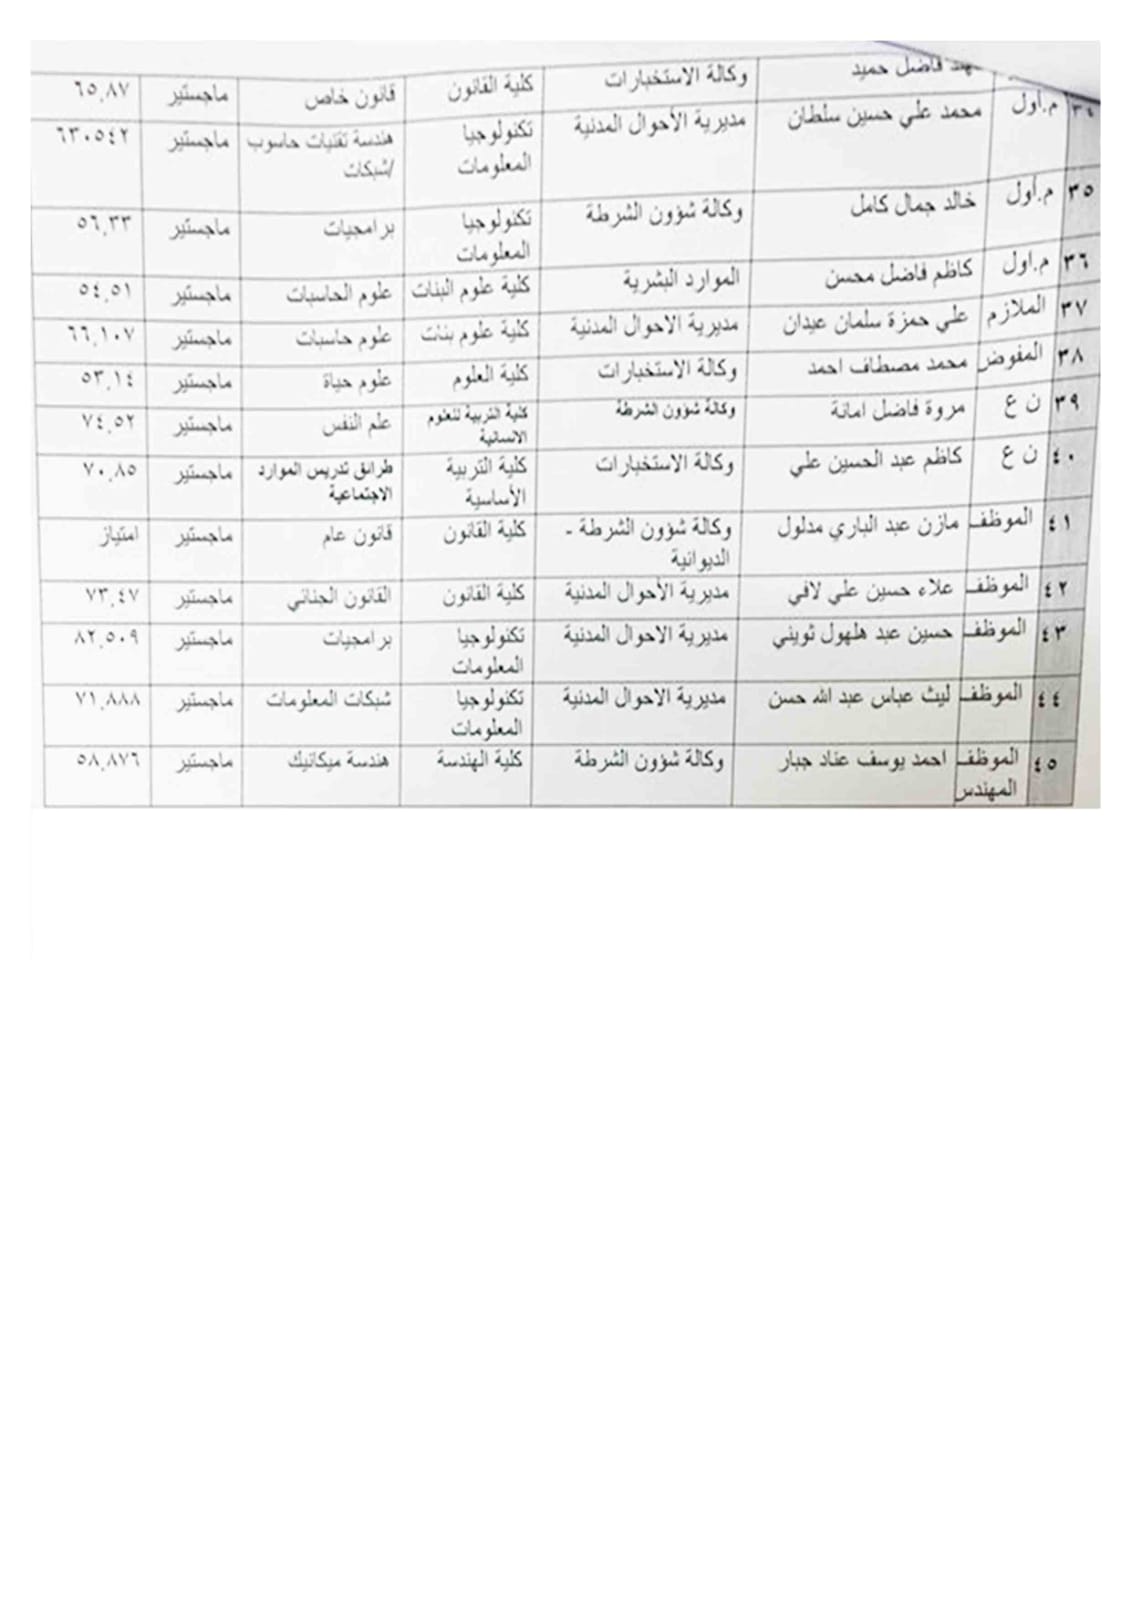 فاضل حميد وكالة الاستخبارات كلية القانون قانون خاص ماجستير ٦٥,٨٧
٣٤ م.اول محمد علي حسين سلطان مديرية الأحوال المدنية تكنولوجيا المعلومات هندسة تقنيات حاسوب /شبكات ماجستير ٦٣٠٥٤٢
٣٥ م.اول خالد جمال كامل وكالة شؤون الشرطة تكنولوجيا المعلومات برامجيات ماجستير ٥٦,٣٣
٣٦ م.اول كاظم فاضل محسن الموارد البشرية كلية علوم البنات علوم الحاسبات ماجستير ٥٤,٥١
٣٧ الملازم علي حمزة سلمان عيدان مديرية الاحوال المدنية كلية علوم بنات علوم حاسبات ماجستير ٦٦,١٠٧
٣٨ المفوض محمد مصطاف احمد وكالة الاستخبارات كلية العلوم علوم حياة ماجستير ٥٣,١٤
٣٩ ن ع مروة فاضل امانة وكالة شؤون الشرطة كلية التربية للعلوم الانسانية علم النفس ماجستير ٧٤,٥٢
٤٠ ن ع كاظم عبد الحسين علي وكالة الاستخبارات كلية التربية الأساسية طرائق تدريس الموارد الاجتماعية ماجستير ٧٠,٨٥
٤١ الموظف مازن عبد الباري مدلول وكالة شؤون الشرطة - الديوانية كلية القانون قانون عام ماجستير امتياز
٤٢ الموظف علاء حسين علي لافي مديرية الأحوال المدنية كلية القانون القانون الجنائي ماجستير ٧٣,٤٧
٤٣ الموظف حسين عبد هلهول ثويني مديرية الاحوال المدنية تكنولوجيا المعلومات برامجيات ماجستير ٨٢,٥٠٩
٤٤ الموظف ليث عباس عبد الله حسن مديرية الاحوال المدنية تكنولوجيا المعلومات شبكات المعلومات ماجستير ٧١,٨٨٨
٤٥ الموظف المهندس احمد يوسف عناد جبار وكالة شؤون الشرطة كلية الهندسة هندسة ميكانيك ماجستير ٥٨,٨٧٦